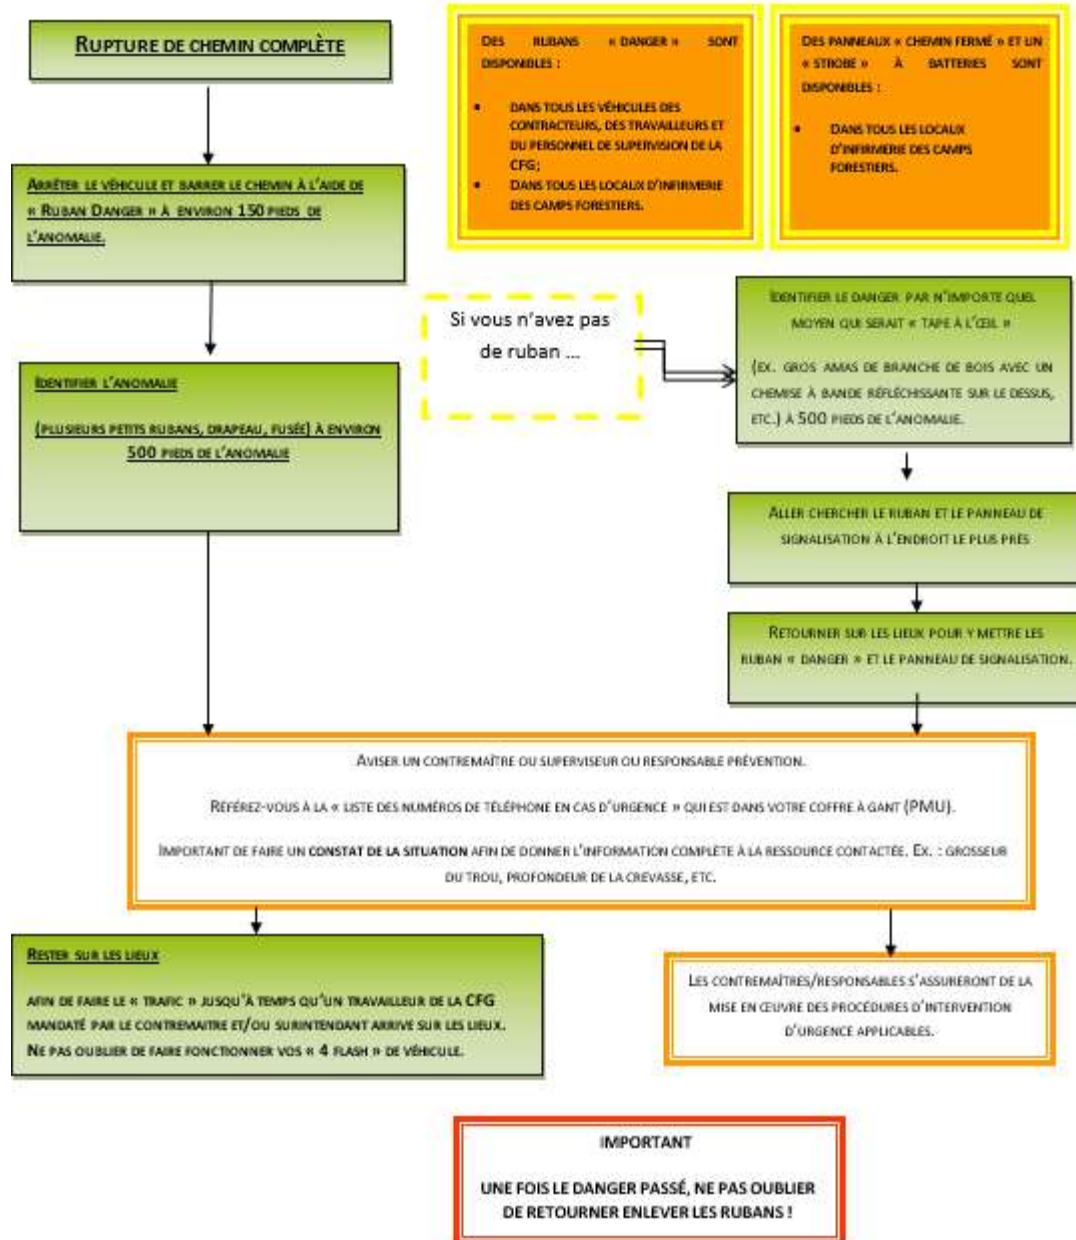 RUPTURE DE CHEMIN COMPLÈTE
DES RUBANS « DANGER » SONT
DISPONIBLES :
• DANS TOUS LES VÉHICULES DES
CONTRACTEURS, DES TRAVAILLEURS ET
DU PERSONNEL DE SUPERVISION DE LA
CFG;
• DANS TOUS LES LOCAUX D'INFIRMERIE
DES CAMPS FORESTIERS.
DES PANNEAUX « CHEMIN FERMÉ » ET UN
« STROBE » À BATTERIES SONT
DISPONIBLES :
• DANS TOUS LES LOCAUX
D'INFIRMERIE DES CAMPS
FORESTIERS.
ARRÊTER LE VÉHICULE ET BARRER LE CHEMIN À L'AIDE DE
« RUBAN DANGER » À ENVIRON 150 PIEDS DE
L'ANOMALIE.
IDENTIFIER L'ANOMALIE
(PLUSIEURS PETITS RUBANS, DRAPEAU, FUSÉE) À ENVIRON
500 PIEDS DE L'ANOMALIE
Si vous n'avez pas
de ruban ...
IDENTIFIER LE DANGER PAR N'IMPORTE QUEL
MOYEN QUI SERAIT « TAPE À L'ŒIL »
(EX. GROS AMAS DE BRANCHE DE BOIS AVEC UN
CHEMISE À BANDE RÉFLÉCHISSANTE SUR LE DESSUS,
ETC.) À 500 PIEDS DE L'ANOMALIE.
ALLER CHERCHER LE RUBAN ET LE PANNEAU DE
SIGNALISATION À L'ENDROIT LE PLUS PRÈS
RETOURNER SUR LES LIEUX POUR Y METTRE LES
RUBAN « DANGER » ET LE PANNEAU DE SIGNALISATION.
AVISER UN CONTREMAÎTRE OU SUPERVISEUR OU RESPONSABLE PRÉVENTION.
RÉFÉREZ-VOUS À LA « LISTE DES NUMÉROS DE TÉLÉPHONE EN CAS D'URGENCE » QUI EST DANS VOTRE COFFRE À GANT (PMU).
IMPORTANT DE FAIRE UN CONSTAT DE LA SITUATION AFIN DE DONNER L'INFORMATION COMPLÈTE À LA RESSOURCE CONTACTÉE. EX. : GROSSEUR
DU TROU, PROFONDEUR DE LA CREVASSE, ETC.
RESTER SUR LES LIEUX
AFIN DE FAIRE LE « TRAFIC » JUSQU'À TEMPS QU'UN TRAVAILLEUR DE LA CFG
MANDATÉ PAR LE CONTREMAITRE ET/OU SURINTENDANT ARRIVE SUR LES LIEUX.
NE PAS OUBLIER DE FAIRE FONCTIONNER VOS « 4 FLASH » DE VÉHICULE.
LES CONTREMAÎTRES/RESPONSABLES S'ASSURERONT DE LA
MISE EN ŒUVRE DES PROCÉDURES D'INTERVENTION
D'URGENCE APPLICABLES.
IMPORTANT
UNE FOIS LE DANGER PASSÉ, NE PAS OUBLIER
DE RETOURNER ENLEVER LES RUBANS !